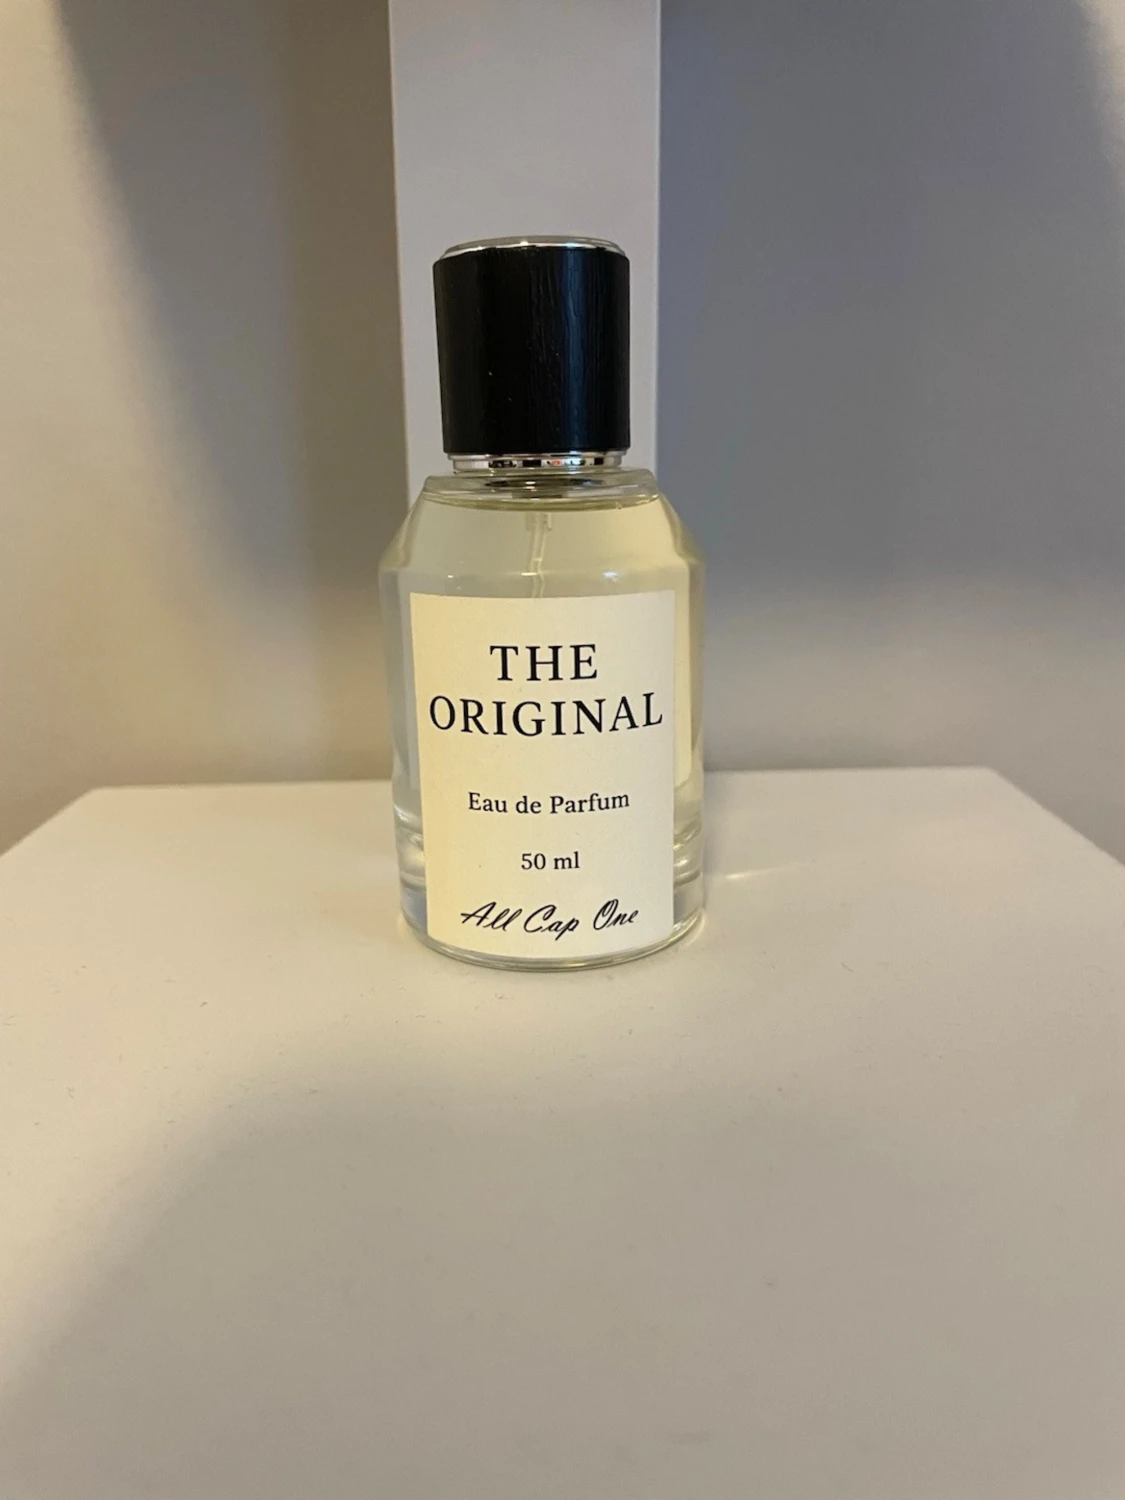 THE
ORIGINAL
Eau de Parfum
50 ml
All Cap One